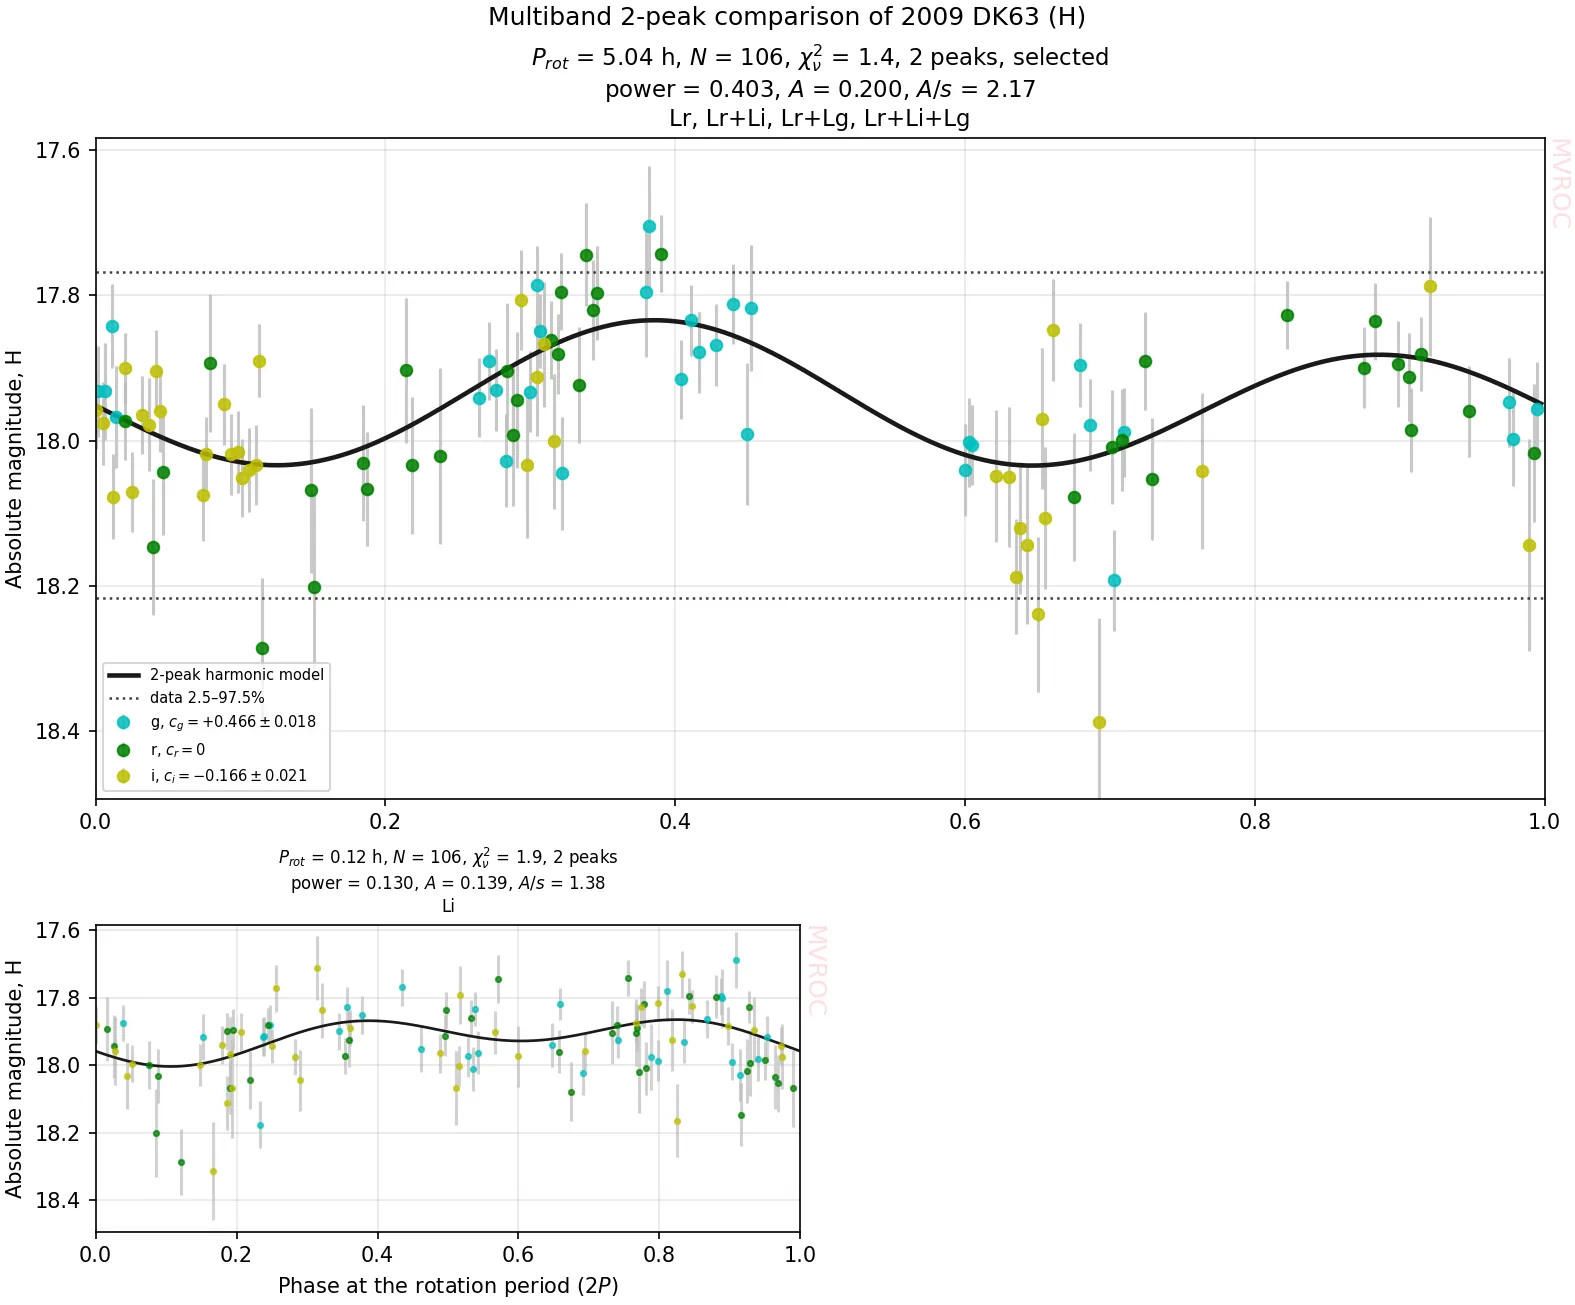 Multiband 2-peak comparison of 2009 DK63 (H)
P_rot = 5.04 h, N = 106, χ²_ν = 1.4, 2 peaks, selected
power = 0.403, A = 0.200, A/s = 2.17
Lr, Lr+Li, Lr+Lg, Lr+Li+Lg
17.6
17.8
18.0
18.2
18.4
Absolute magnitude, H
MVROC
2-peak harmonic model
data 2.5–97.5%
g, c_g = +0.466 ± 0.018
r, c_r = 0
i, c_i = −0.166 ± 0.021
0.0 0.2 0.4 0.6 0.8 1.0
P_rot = 0.12 h, N = 106, χ²_ν = 1.9, 2 peaks
power = 0.130, A = 0.139, A/s = 1.38
Li
17.6
17.8
18.0
18.2
18.4
Absolute magnitude, H
MVROC
0.0 0.2 0.4 0.6 0.8 1.0
Phase at the rotation period (2P)